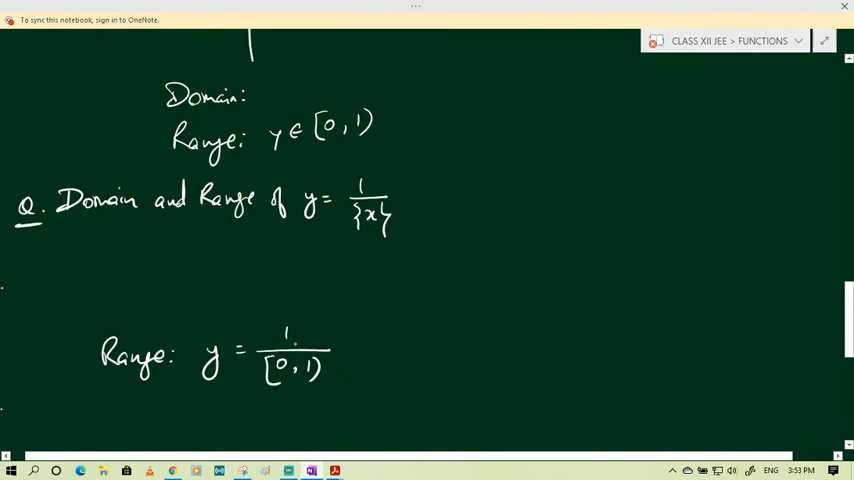 To sync this notebook, sign in to OneNote.
CLASS XII JEE > FUNCTIONS
Domain:
Range: y ∈ [0, 1)
Q. Domain and Range of y = 1/{x}
Range: y = 1/[0, 1)
ENG 3:53 PM